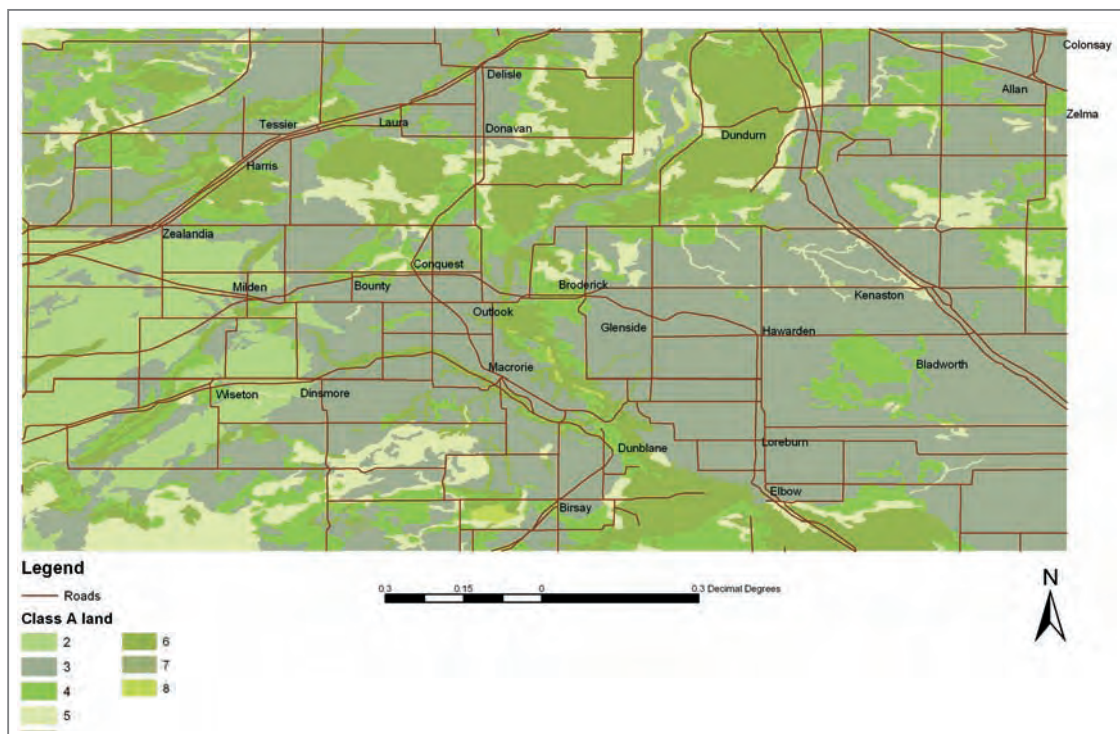 Colonsay
Delisle
Allan
Tessier
Laura
Donavan
Dundurn
Zelma
Harris
Zealandia
Conquest
Milden
Bounty
Broderick
Kenaston
Outlook
Glenside
Hawarden
Macrorie
Bladworth
Wiseton
Dinsmore
Dunblane
Loreburn
Elbow
Birsay
Legend
Roads
Class A land
2
3
4
5
6
7
8
0.3 0.15 0 0.3 Decimal Degrees
N